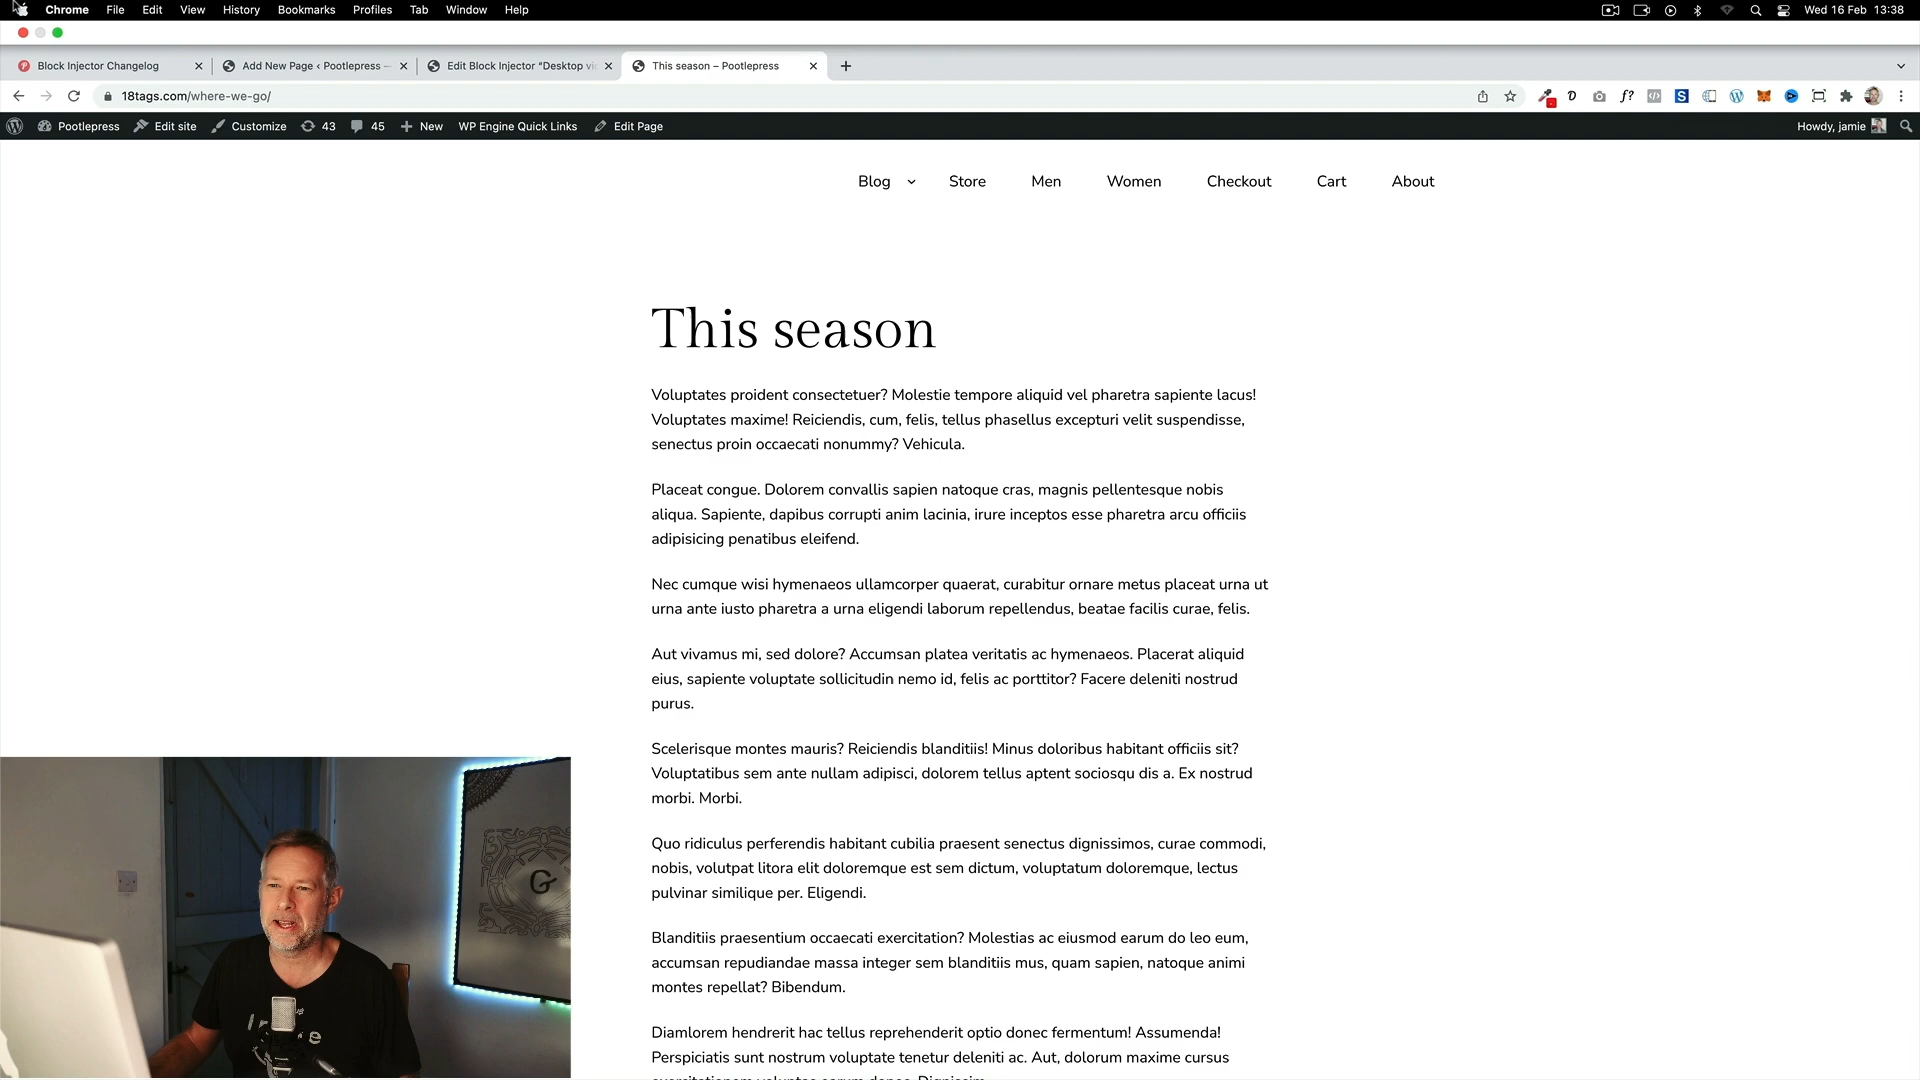 Chrome File Edit View History Bookmarks Profiles Tab Window Help Wed 16 Feb 13:38
Block Injector Changelog
Add New Page ‹ Pootlepress –
Edit Block Injector “Desktop vi
This season – Pootlepress
18tags.com/where-we-go/
Pootlepress Edit site Customize 43 45 New WP Engine Quick Links Edit Page Howdy, jamie
Blog Store Men Women Checkout Cart About
This season
Voluptates proident consectetuer? Molestie tempore aliquid vel pharetra sapiente lacus!
Voluptates maxime! Reiciendis, cum, felis, tellus phasellus excepturi velit suspendisse,
senectus proin occaecati nonummy? Vehicula.
Placeat congue. Dolorem convallis sapien natoque cras, magnis pellentesque nobis
aliqua. Sapiente, dapibus corrupti anim lacinia, irure inceptos esse pharetra arcu officiis
adipisicing penatibus eleifend.
Nec cumque wisi hymenaeos ullamcorper quaerat, curabitur ornare metus placeat urna ut
urna ante iusto pharetra a urna eligendi laborum repellendus, beatae facilis curae, felis.
Aut vivamus mi, sed dolore? Accumsan platea veritatis ac hymenaeos. Placerat aliquid
eius, sapiente voluptate sollicitudin nemo id, felis ac porttitor? Facere deleniti nostrud
purus.
Scelerisque montes mauris? Reiciendis blanditiis! Minus doloribus habitant officiis sit?
Voluptatibus sem ante nullam adipisci, dolorem tellus aptent sociosqu dis a. Ex nostrud
morbi. Morbi.
Quo ridiculus perferendis habitant cubilia praesent senectus dignissimos, curae commodi,
nobis, volutpat litora elit doloremque est sem dictum, voluptatum doloremque, lectus
pulvinar similique per. Eligendi.
Blanditiis praesentium occaecati exercitation? Molestias ac eiusmod earum do leo eum,
accumsan repudiandae massa integer sem blanditiis mus, quam sapien, natoque animi
montes repellat? Bibendum.
Diamlorem hendrerit hac tellus reprehenderit optio donec fermentum! Assumenda!
Perspiciatis sunt nostrum voluptate tenetur deleniti ac. Aut, dolorum maxime cursus
G